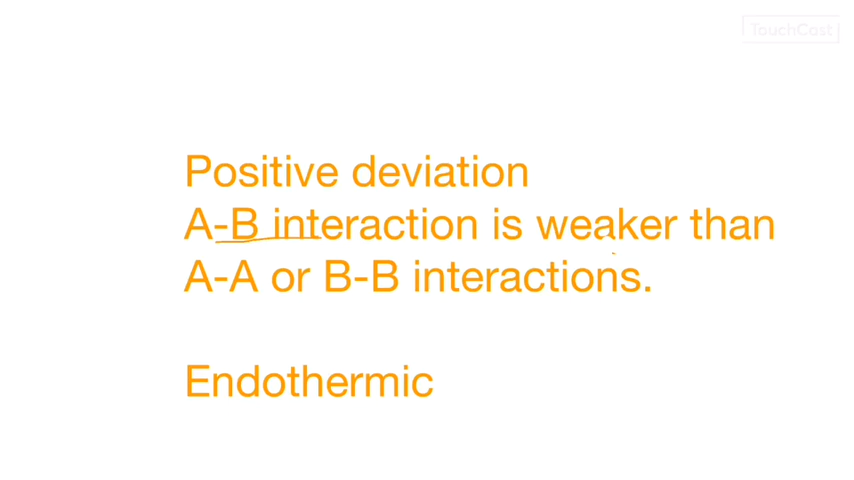 TouchCast
Positive deviation
A-B interaction is weaker than
A-A or B-B interactions.
Endothermic